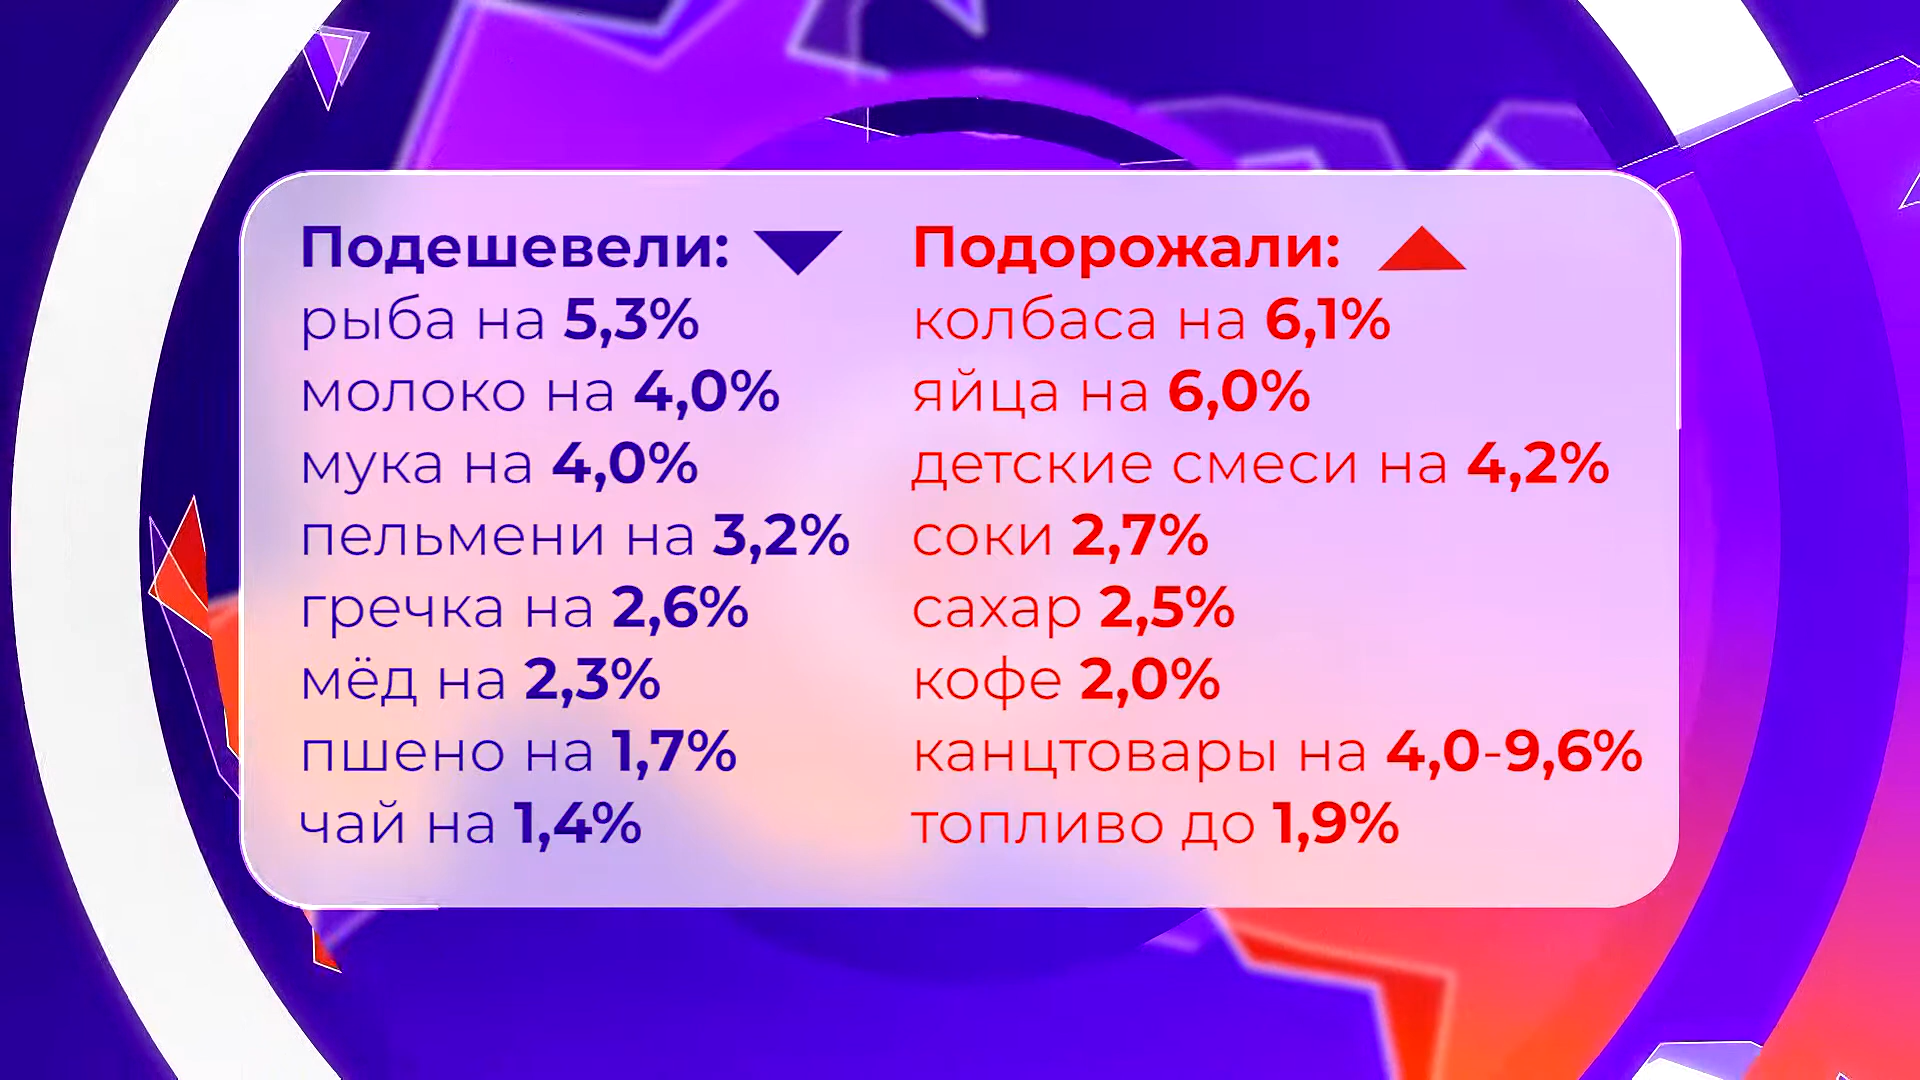 Подешевели:
рыба на 5,3%
молоко на 4,0%
мука на 4,0%
пельмени на 3,2%
гречка на 2,6%
мёд на 2,3%
пшено на 1,7%
чай на 1,4%
Подорожали:
колбаса на 6,1%
яйца на 6,0%
детские смеси на 4,2%
соки 2,7%
сахар 2,5%
кофе 2,0%
канцтовары на 4,0-9,6%
топливо до 1,9%